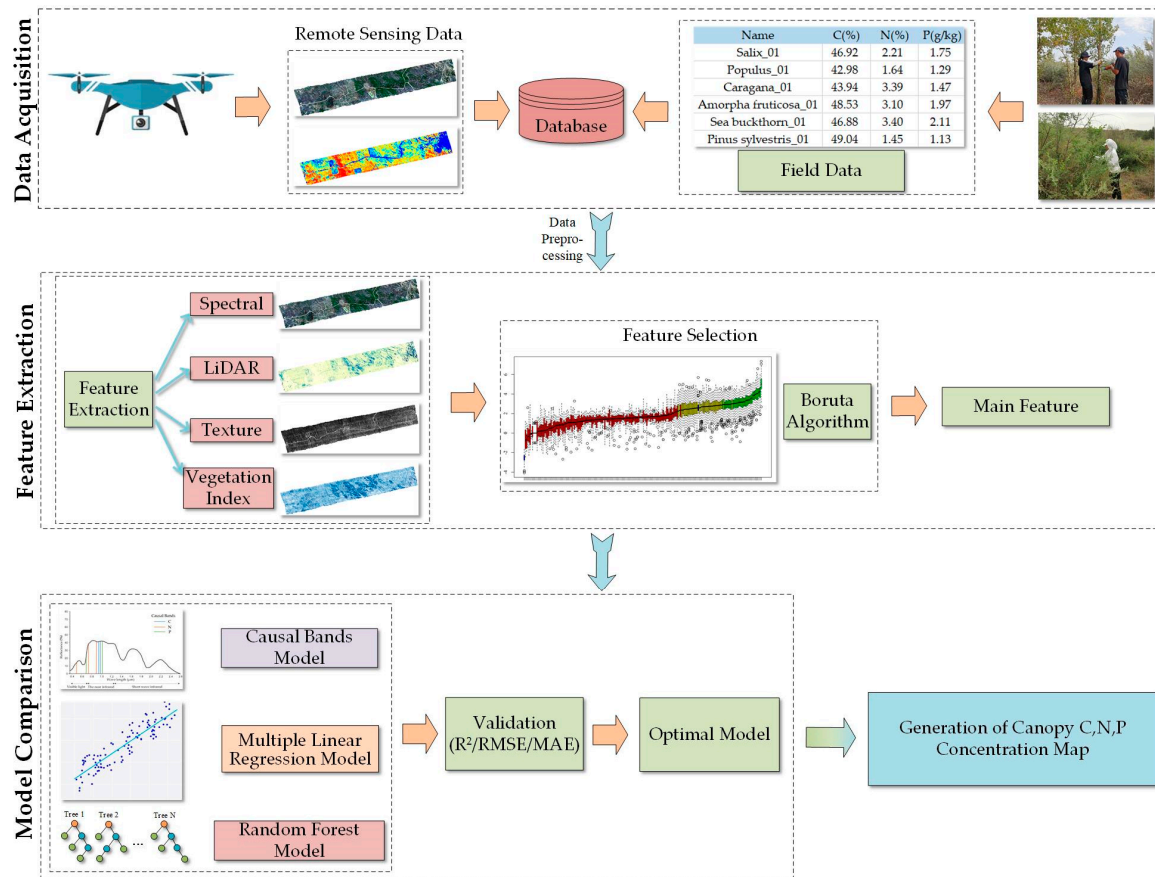 Data Acquisition
Remote Sensing Data
Database
Name C(%) N(%) P(g/kg)
Salix_01 46.92 2.21 1.75
Populus_01 42.98 1.64 1.29
Caragana_01 43.94 3.39 1.47
Amorpha fruticosa_01 48.53 3.10 1.97
Sea buckthorn_01 46.88 3.40 2.11
Pinus sylvestris_01 49.04 1.45 1.13
Field Data
Data
Prepro-
cessing
Feature Extraction
Feature
Extraction
Spectral
LiDAR
Texture
Vegetation
Index
Feature Selection
Boruta
Algorithm
Main Feature
Model Comparison
Causal Bands
C
N
P
Causal Bands
Model
Multiple Linear
Regression Model
Tree 1 Tree 2 Tree N
...
Random Forest
Model
Validation
(R²/RMSE/MAE)
Optimal Model
Generation of Canopy C,N,P
Concentration Map